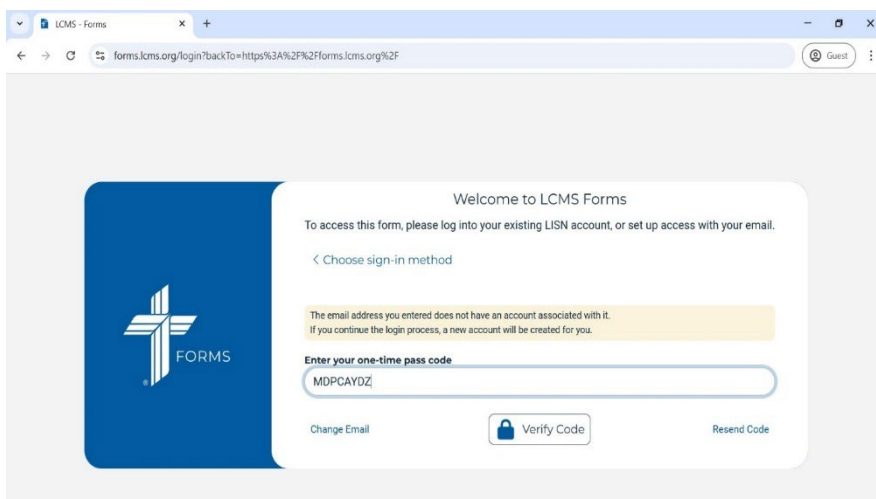 LCMS - Forms
forms.lcms.org/login?backTo=https%3A%2F%2Fforms.lcms.org%2F
Guest
Welcome to LCMS Forms
To access this form, please log into your existing LISN account, or set up access with your email.
< Choose sign-in method
The email address you entered does not have an account associated with it.
If you continue the login process, a new account will be created for you.
FORMS
®
Enter your one-time pass code
MDPCAYDZ
Change Email
Verify Code
Resend Code